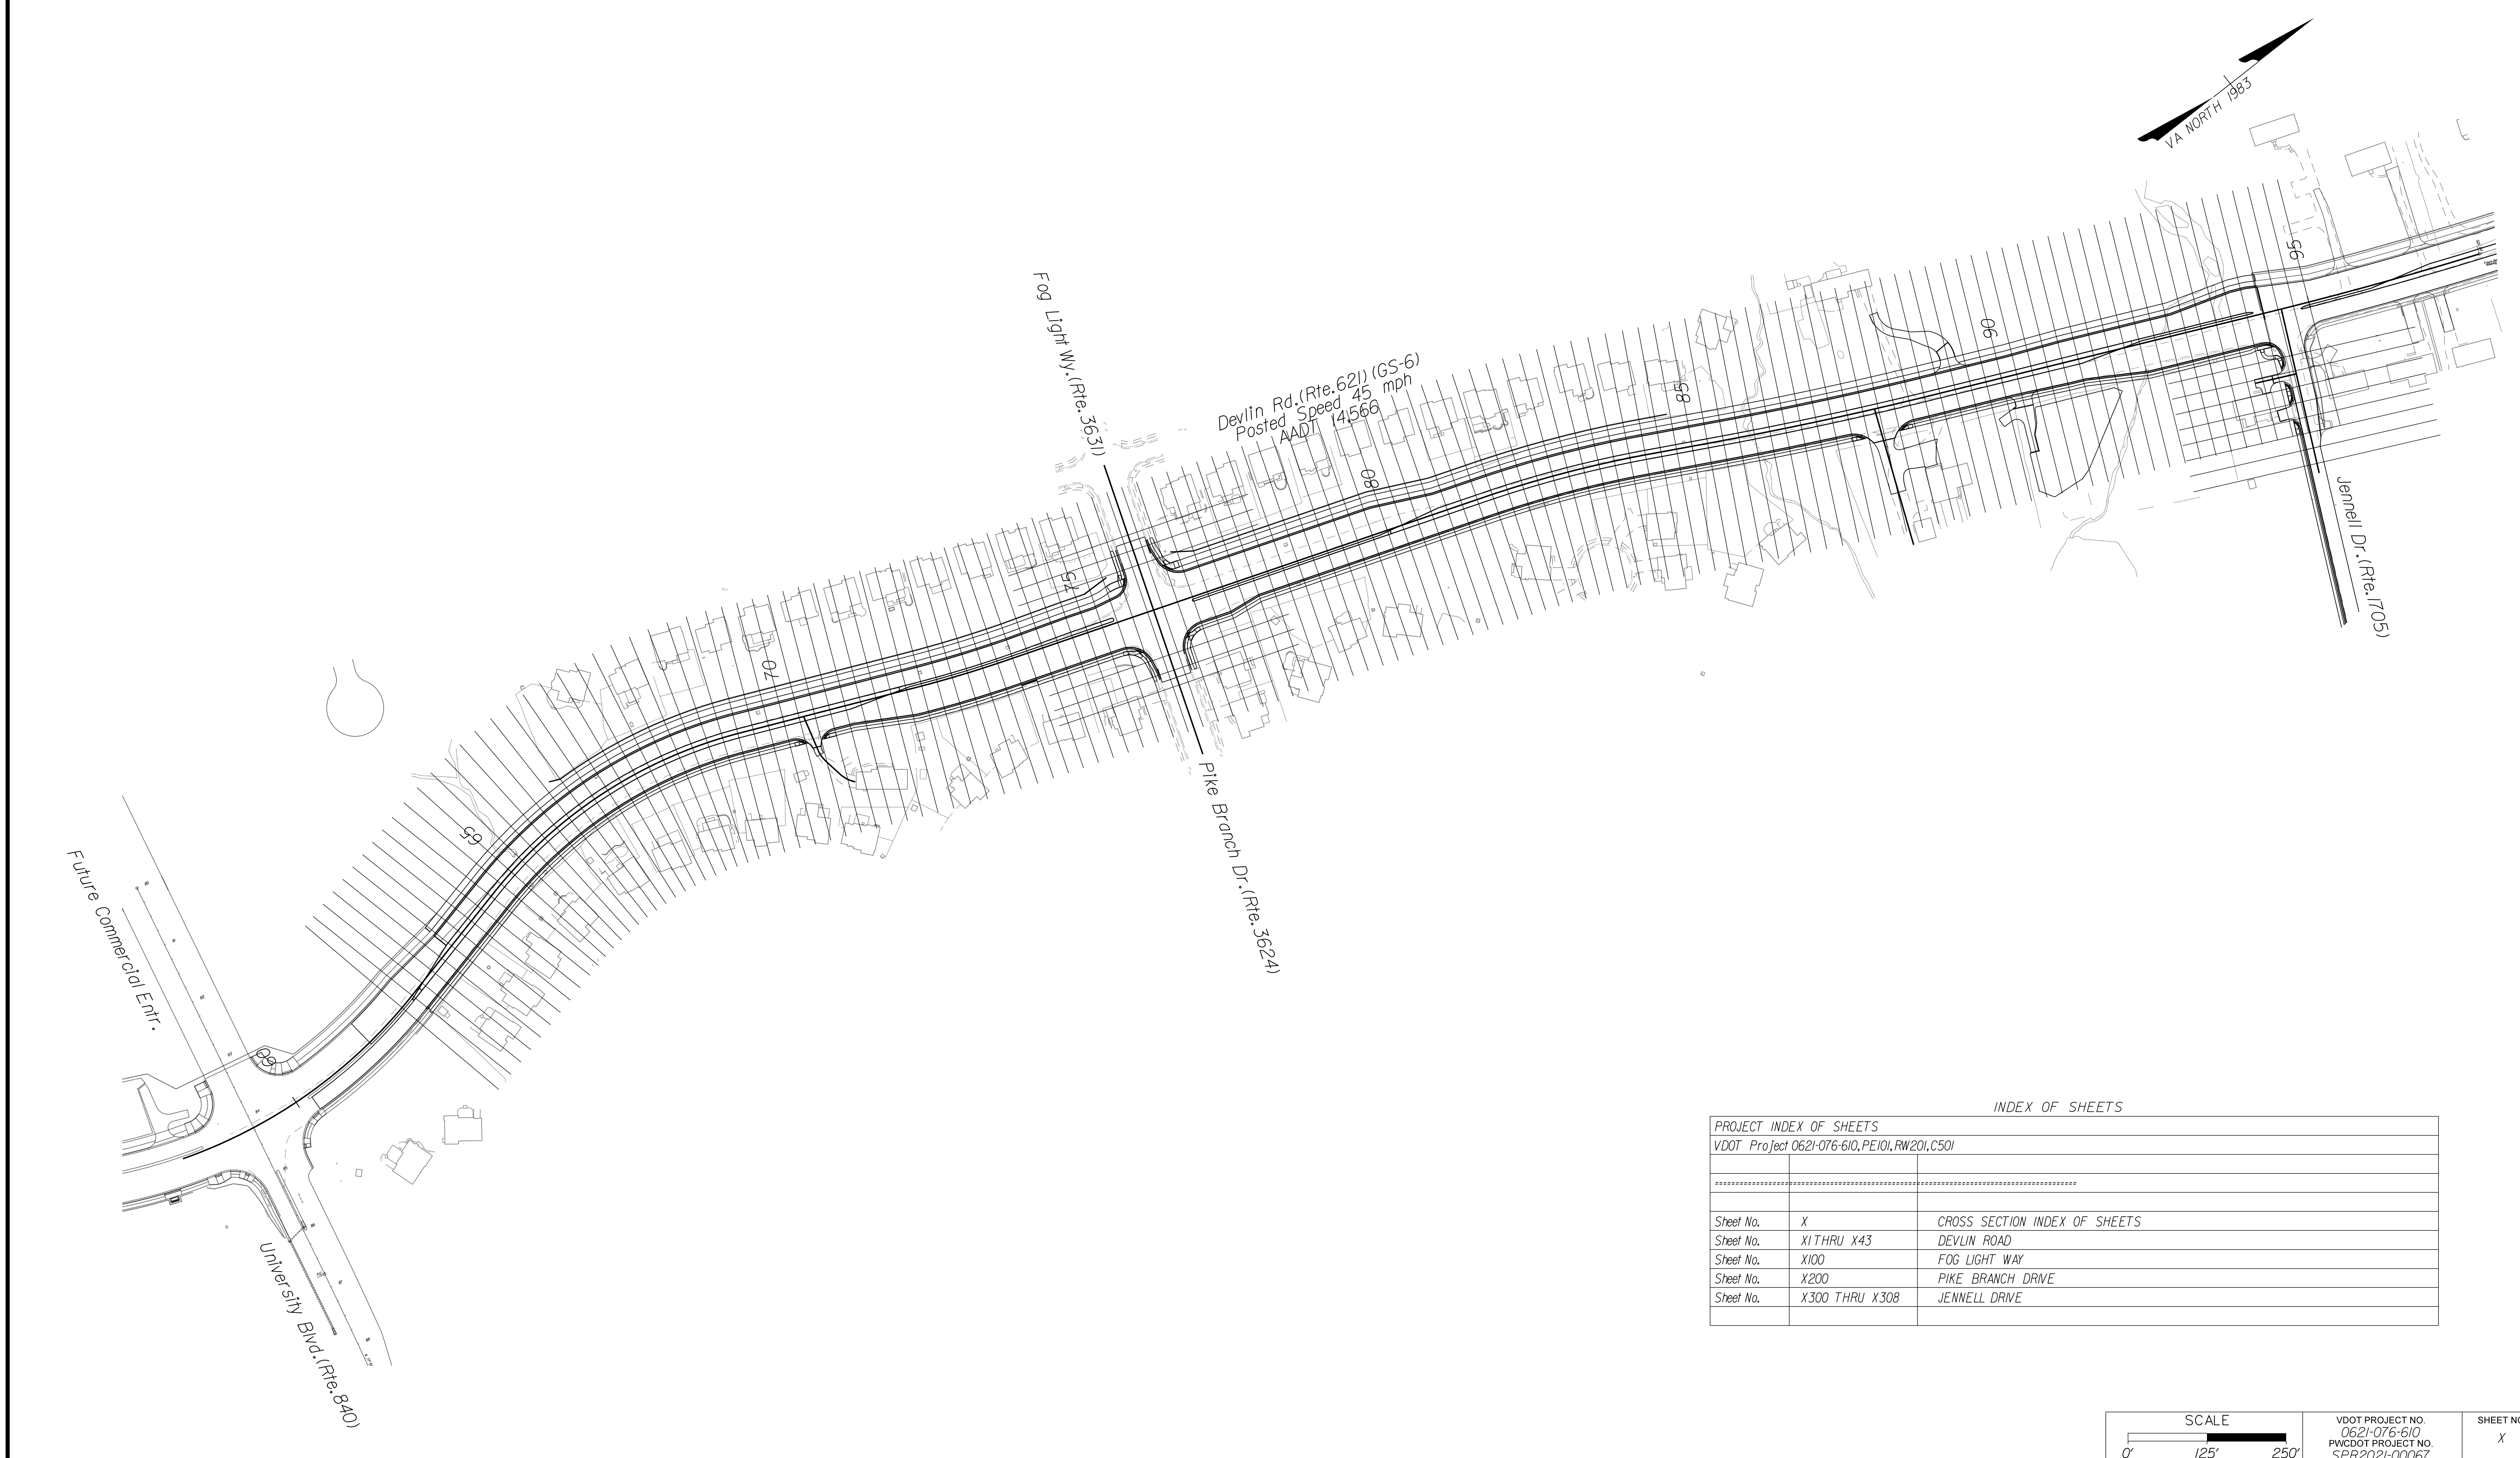 VA NORTH 1983
Fog Light Wy.(Rte.3631)
Devlin Rd.(Rte.621)(GS-6)
Posted Speed 45 mph
AADT 14,566
95
90
85
80
75
70
65
60
Jennell Dr.(Rte.1705)
Pike Branch Dr.(Rte.3624)
Future Commercial Entr.
University Blvd.(Rte.840)
INDEX OF SHEETS
PROJECT INDEX OF SHEETS
VDOT Project 0621-076-610, PE101, RW201, C501
Sheet No. X CROSS SECTION INDEX OF SHEETS
Sheet No. X1 THRU X43 DEVLIN ROAD
Sheet No. X100 FOG LIGHT WAY
Sheet No. X200 PIKE BRANCH DRIVE
Sheet No. X300 THRU X308 JENNELL DRIVE
SCALE
0' 125' 250'
VDOT PROJECT NO.
0621-076-610
PWCDOT PROJECT NO.
SPR2021-00067
SHEET NO
X